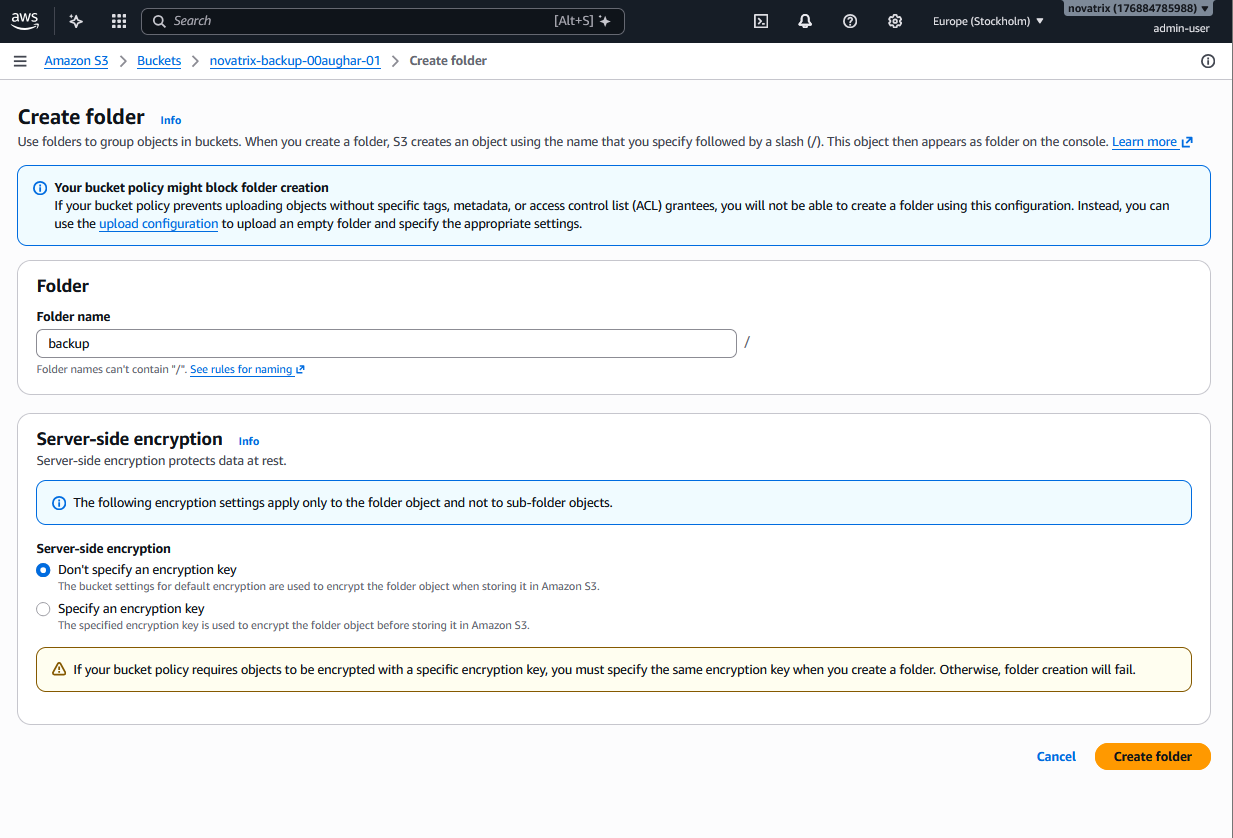 aws
Search [Alt+S]
Europe (Stockholm)
novatrix (176884785988)
admin-user
Amazon S3 > Buckets > novatrix-backup-00aughar-01 > Create folder
Create folder Info
Use folders to group objects in buckets. When you create a folder, S3 creates an object using the name that you specify followed by a slash (/). This object then appears as folder on the console. Learn more
Your bucket policy might block folder creation
If your bucket policy prevents uploading objects without specific tags, metadata, or access control list (ACL) grantees, you will not be able to create a folder using this configuration. Instead, you can
use the upload configuration to upload an empty folder and specify the appropriate settings.
Folder
Folder name
backup /
Folder names can't contain "/". See rules for naming
Server-side encryption Info
Server-side encryption protects data at rest.
The following encryption settings apply only to the folder object and not to sub-folder objects.
Server-side encryption
Don't specify an encryption key
The bucket settings for default encryption are used to encrypt the folder object when storing it in Amazon S3.
Specify an encryption key
The specified encryption key is used to encrypt the folder object before storing it in Amazon S3.
If your bucket policy requires objects to be encrypted with a specific encryption key, you must specify the same encryption key when you create a folder. Otherwise, folder creation will fail.
Cancel Create folder